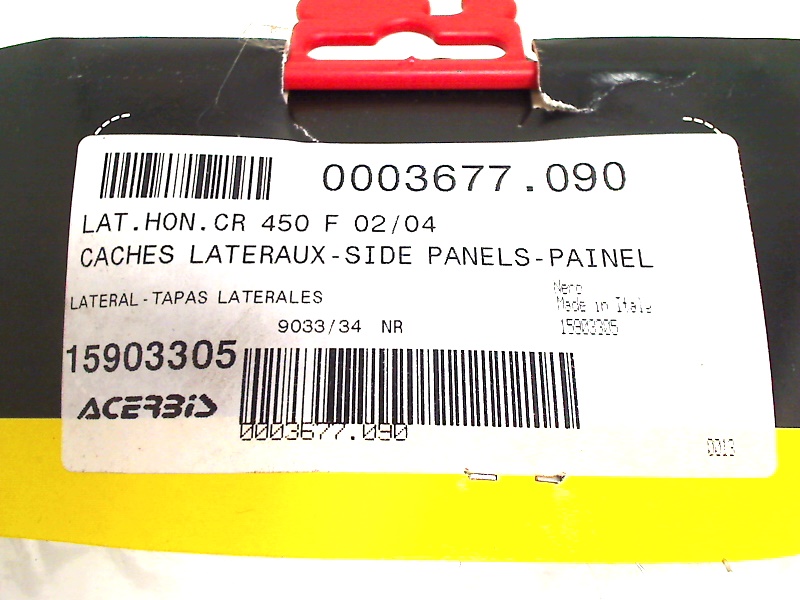 0003677.090
LAT.HON.CR 450 F 02/04
CACHES LATERAUX-SIDE PANELS-PAINEL
LATERAL-TAPAS LATERALES
Nero
Made in Italy
15903305
9033/34 NR
15903305
ACERBIS
0003677.090
0013